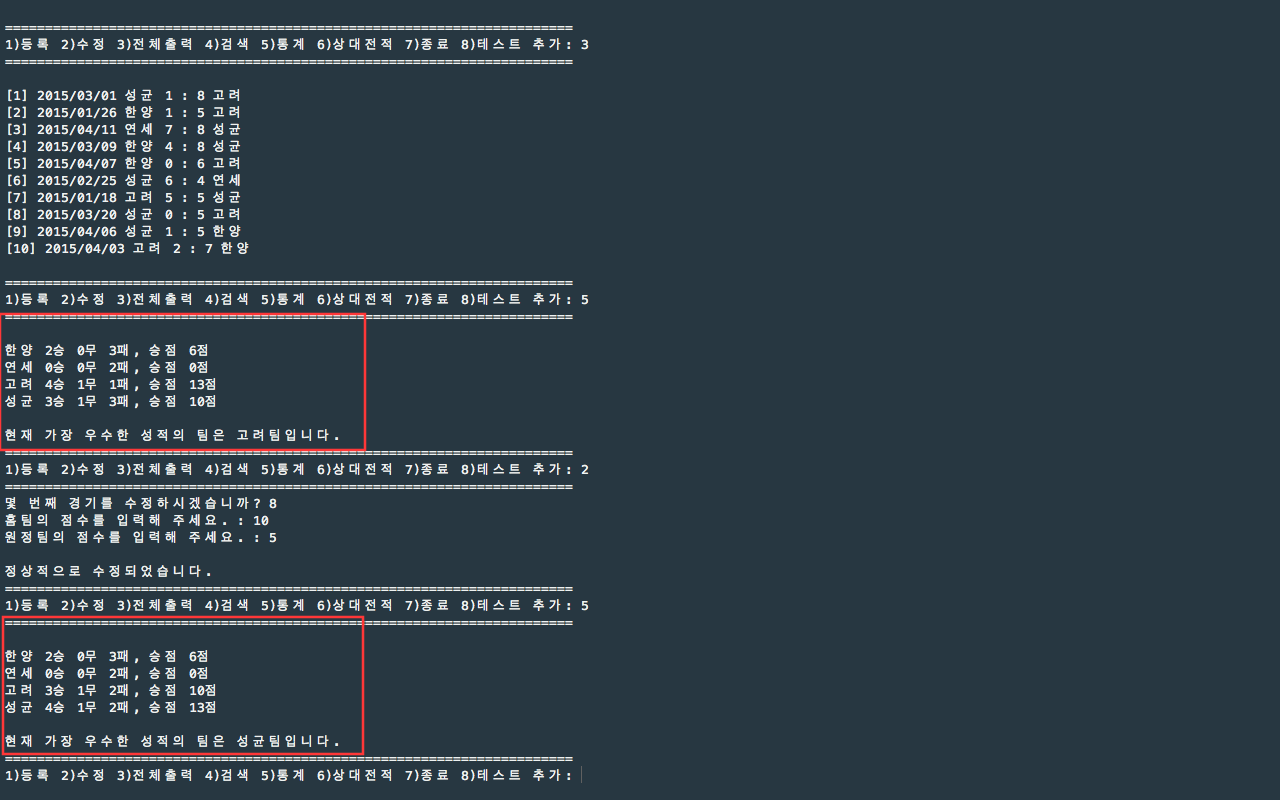 =======================================================================
1)등록 2)수정 3)전체출력 4)검색 5)통계 6)상대전적 7)종료 8)테스트 추가: 3
=======================================================================
[1] 2015/03/01 성균 1 : 8 고려
[2] 2015/01/26 한양 1 : 5 고려
[3] 2015/04/11 연세 7 : 8 성균
[4] 2015/03/09 한양 4 : 8 성균
[5] 2015/04/07 한양 0 : 6 고려
[6] 2015/02/25 성균 6 : 4 연세
[7] 2015/01/18 고려 5 : 5 성균
[8] 2015/03/20 성균 0 : 5 고려
[9] 2015/04/06 성균 1 : 5 한양
[10] 2015/04/03 고려 2 : 7 한양
=======================================================================
1)등록 2)수정 3)전체출력 4)검색 5)통계 6)상대전적 7)종료 8)테스트 추가: 5
=======================================================================
한양 2승 0무 3패, 승점 6점
연세 0승 0무 2패, 승점 0점
고려 4승 1무 1패, 승점 13점
성균 3승 1무 3패, 승점 10점
현재 가장 우수한 성적의 팀은 고려팀입니다.
=======================================================================
1)등록 2)수정 3)전체출력 4)검색 5)통계 6)상대전적 7)종료 8)테스트 추가: 2
=======================================================================
몇 번째 경기를 수정하시겠습니까? 8
홈팀의 점수를 입력해 주세요. : 10
원정팀의 점수를 입력해 주세요. : 5
정상적으로 수정되었습니다.
=======================================================================
1)등록 2)수정 3)전체출력 4)검색 5)통계 6)상대전적 7)종료 8)테스트 추가: 5
=======================================================================
한양 2승 0무 3패, 승점 6점
연세 0승 0무 2패, 승점 0점
고려 3승 1무 2패, 승점 10점
성균 4승 1무 2패, 승점 13점
현재 가장 우수한 성적의 팀은 성균팀입니다.
=======================================================================
1)등록 2)수정 3)전체출력 4)검색 5)통계 6)상대전적 7)종료 8)테스트 추가: